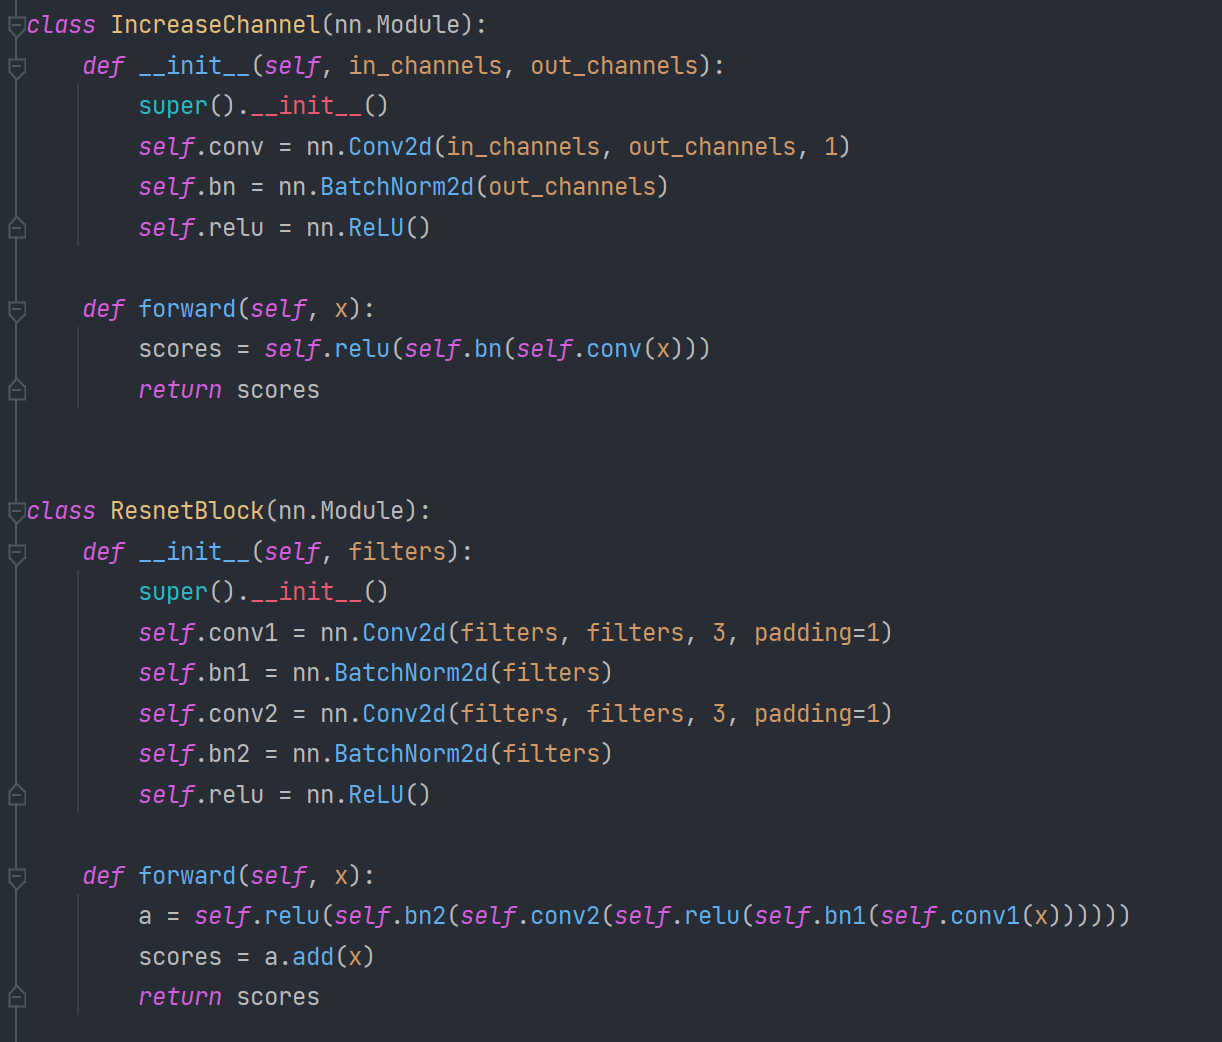 class IncreaseChannel(nn.Module):
    def __init__(self, in_channels, out_channels):
        super().__init__()
        self.conv = nn.Conv2d(in_channels, out_channels, 1)
        self.bn = nn.BatchNorm2d(out_channels)
        self.relu = nn.ReLU()

    def forward(self, x):
        scores = self.relu(self.bn(self.conv(x)))
        return scores


class ResnetBlock(nn.Module):
    def __init__(self, filters):
        super().__init__()
        self.conv1 = nn.Conv2d(filters, filters, 3, padding=1)
        self.bn1 = nn.BatchNorm2d(filters)
        self.conv2 = nn.Conv2d(filters, filters, 3, padding=1)
        self.bn2 = nn.BatchNorm2d(filters)
        self.relu = nn.ReLU()

    def forward(self, x):
        a = self.relu(self.bn2(self.conv2(self.relu(self.bn1(self.conv1(x))))))
        scores = a.add(x)
        return scores